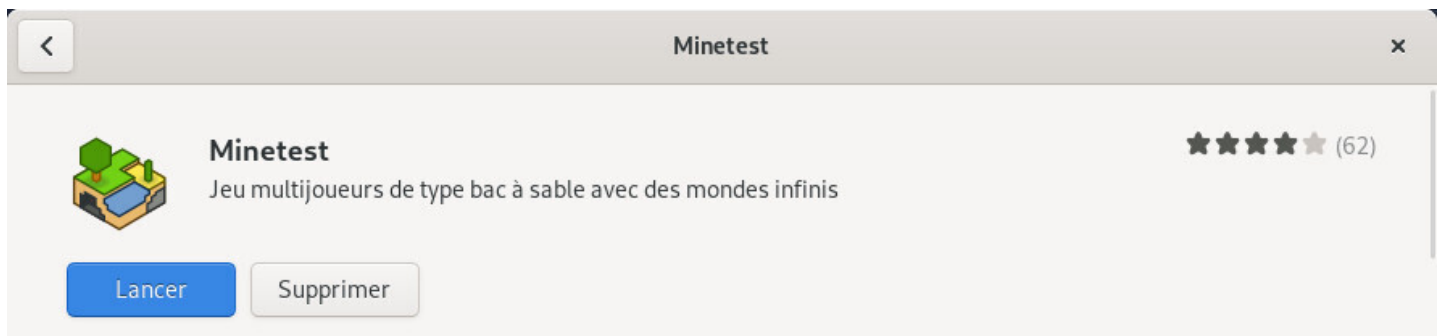 Minetest
Minetest
(62)
Jeu multijoueurs de type bac à sable avec des mondes infinis
Lancer
Supprimer